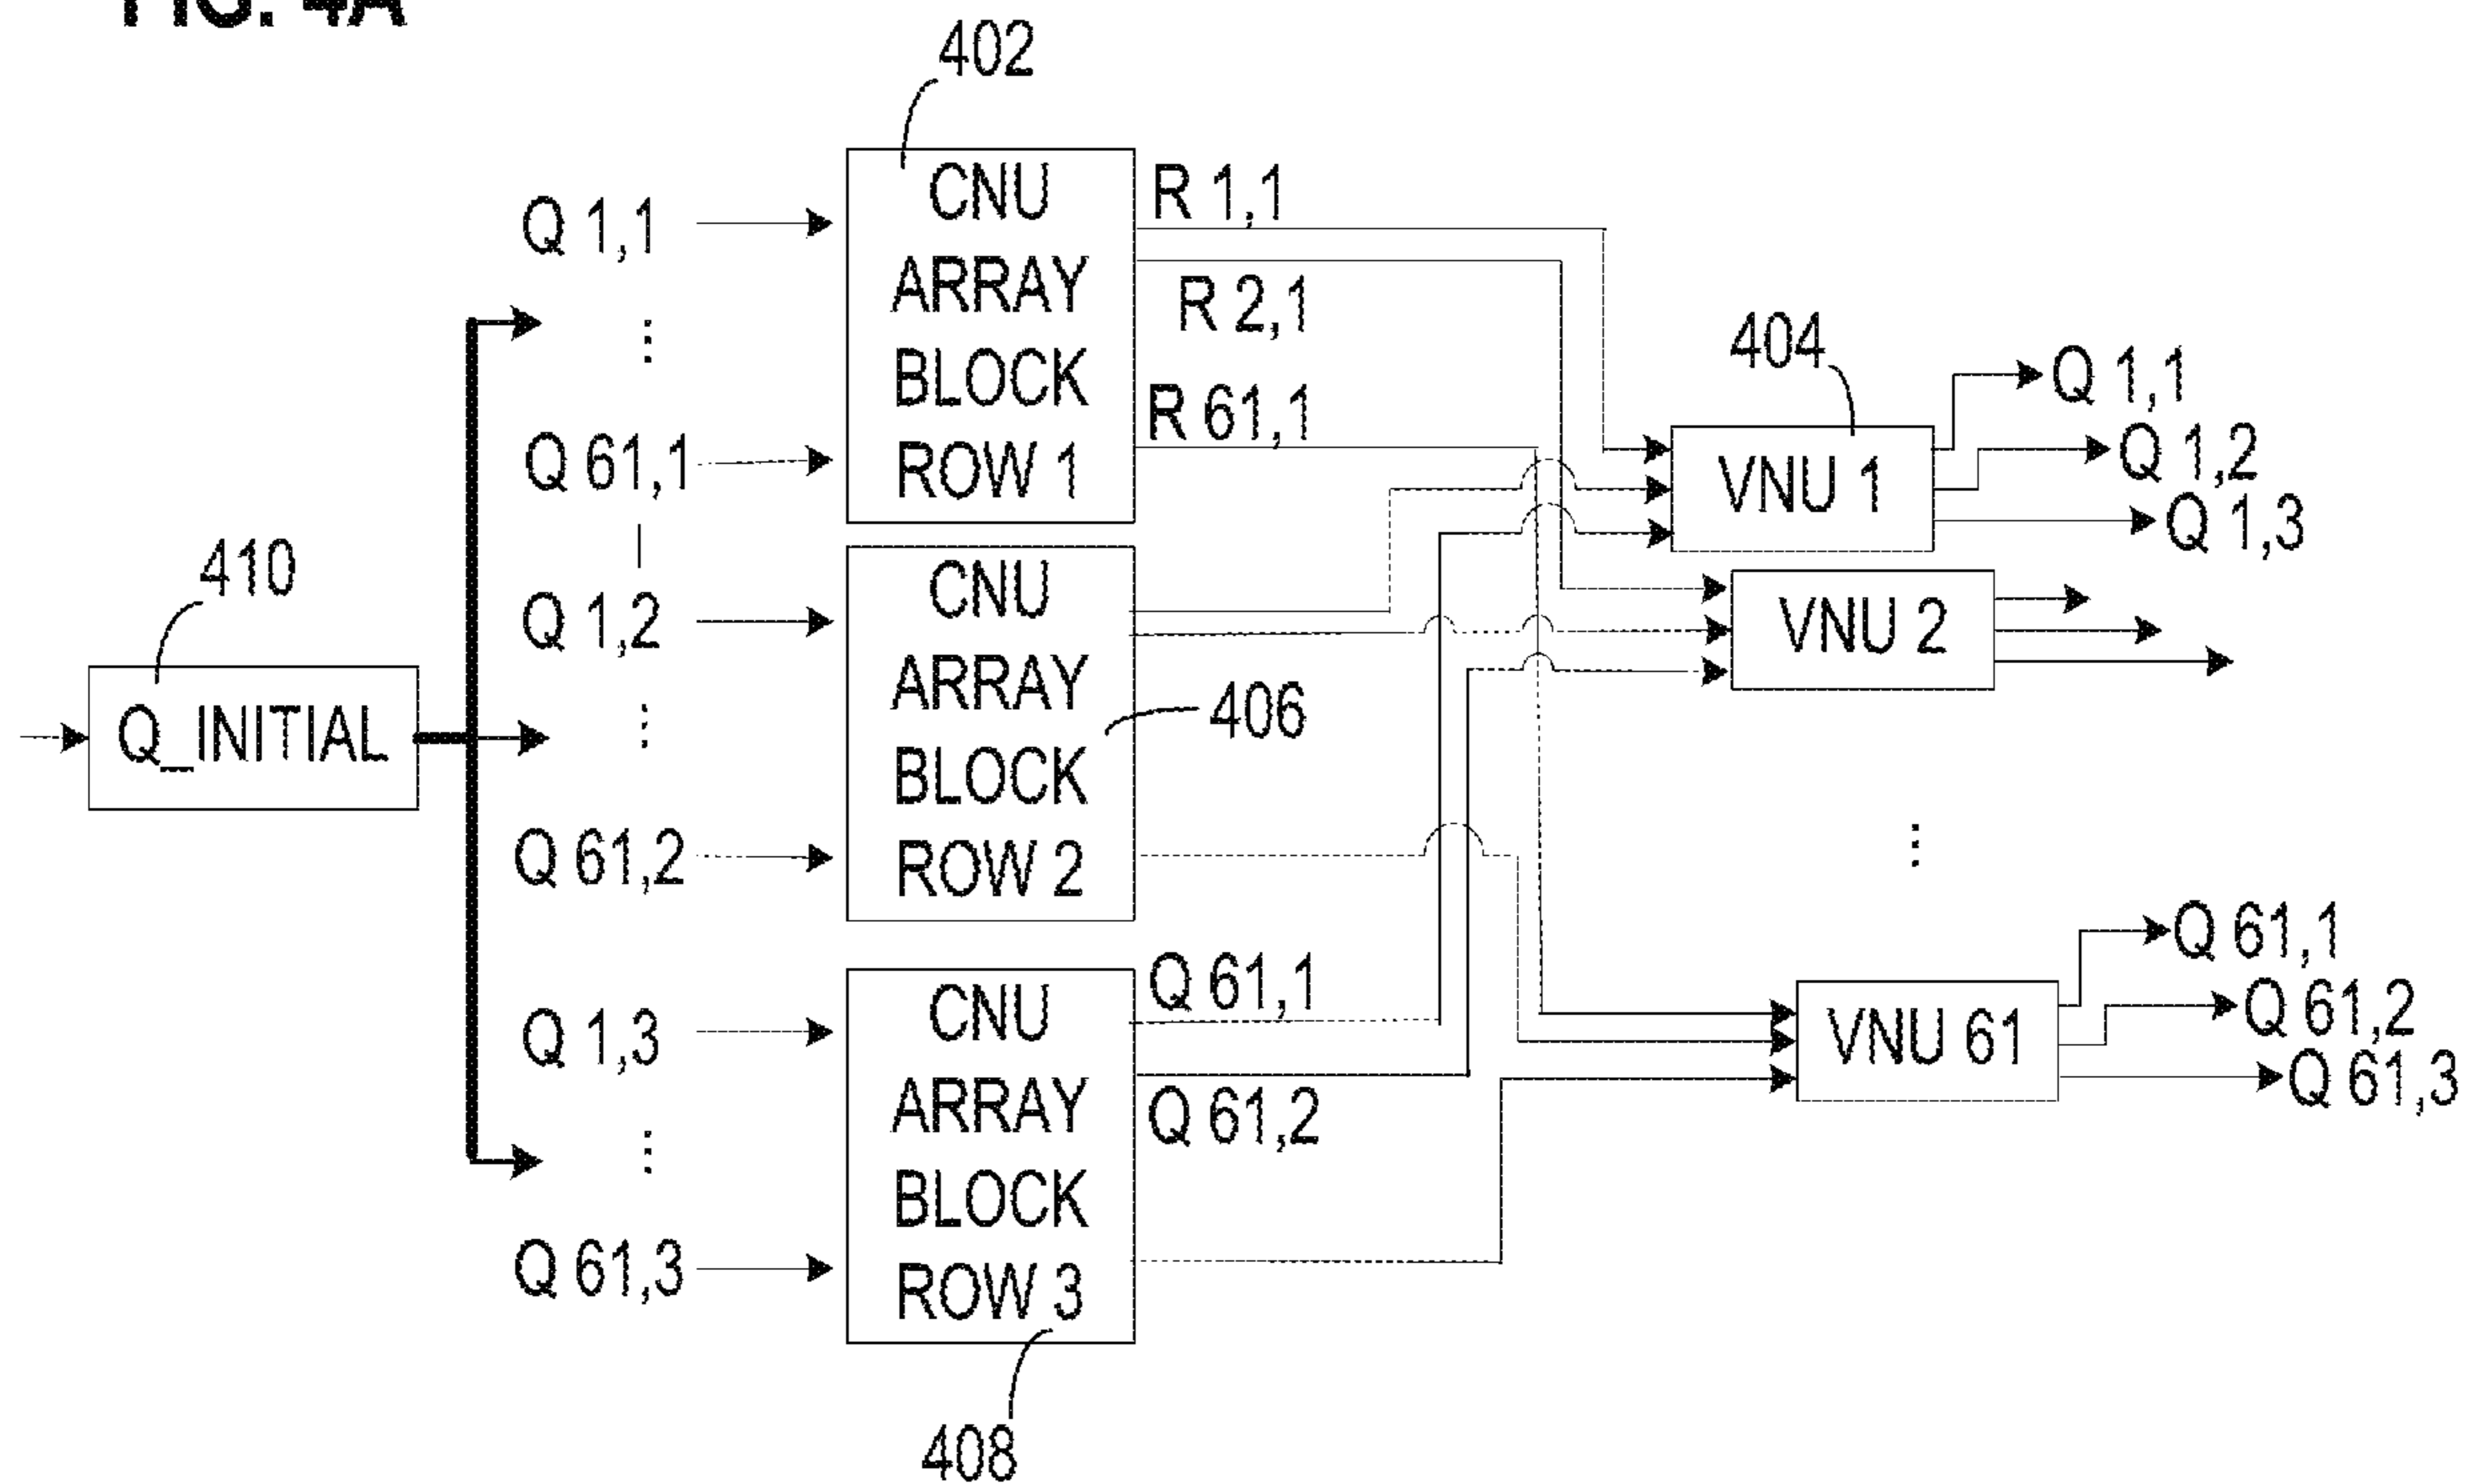 FIG. 4A
402
CNU
ARRAY
BLOCK
ROW 1
Q 1,1
⋮
Q 61,1
R 1,1
R 2,1
R 61,1
404
VNU 1
Q 1,1
Q 1,2
Q 1,3
410
Q_INITIAL
Q 1,2
⋮
Q 61,2
CNU
ARRAY
BLOCK
ROW 2
406
VNU 2
⋮
Q 1,3
⋮
Q 61,3
CNU
ARRAY
BLOCK
ROW 3
Q 61,1
Q 61,2
408
VNU 61
Q 61,1
Q 61,2
Q 61,3